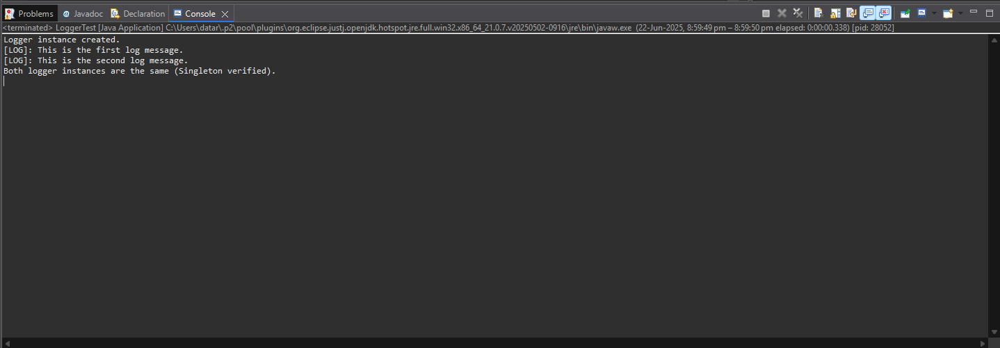 Problems @ Javadoc Declaration Console
<terminated> LoggerTest [Java Application] C:\Users\datar\.p2\pool\plugins\org.eclipse.justj.openjdk.hotspot.jre.full.win32.x86_64_21.0.7.v20250502-0916\jre\bin\javaw.exe (22-Jun-2025, 8:59:49 pm – 8:59:50 pm elapsed: 0:00:00.338) [pid: 28052]
Logger instance created.
[LOG]: This is the first log message.
[LOG]: This is the second log message.
Both logger instances are the same (Singleton verified).